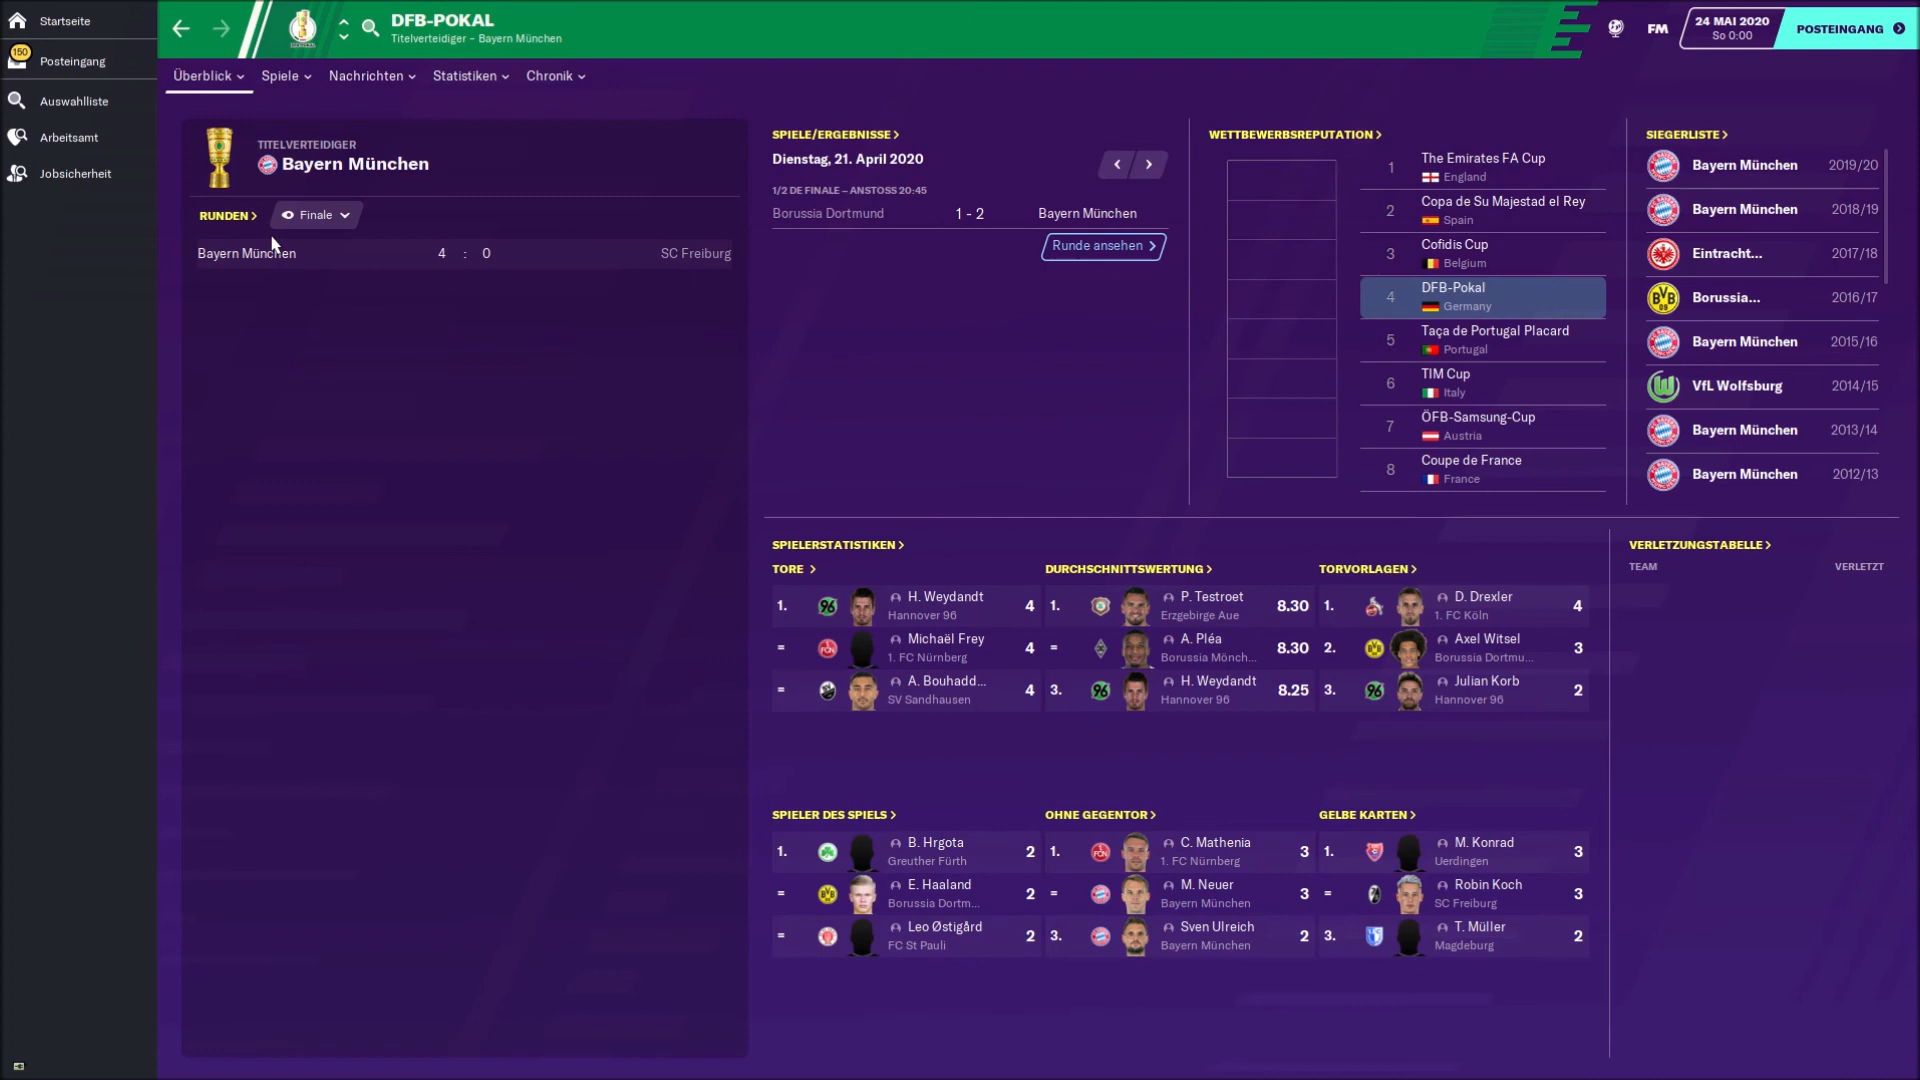 Startseite
150
Posteingang
Auswahlliste
Arbeitsamt
Jobsicherheit
DFB-POKAL
Titelverteidiger – Bayern München
FM
24 MAI 2020
So 0:00
POSTEINGANG
Überblick
Spiele
Nachrichten
Statistiken
Chronik
TITELVERTEIDIGER
Bayern München
RUNDEN
Finale
Bayern München 4 : 0 SC Freiburg
SPIELE/ERGEBNISSE
Dienstag, 21. April 2020
1/2 DE FINALE – ANSTOSS 20:45
Borussia Dortmund 1 - 2 Bayern München
Runde ansehen
WETTBEWERBSREPUTATION
1 The Emirates FA Cup
England
2 Copa de Su Majestad el Rey
Spain
3 Cofidis Cup
Belgium
4 DFB-Pokal
Germany
5 Taça de Portugal Placard
Portugal
6 TIM Cup
Italy
7 ÖFB-Samsung-Cup
Austria
8 Coupe de France
France
SIEGERLISTE
Bayern München 2019/20
Bayern München 2018/19
Eintracht... 2017/18
Borussia... 2016/17
Bayern München 2015/16
VfL Wolfsburg 2014/15
Bayern München 2013/14
Bayern München 2012/13
SPIELERSTATISTIKEN
TORE
1. H. Weydandt 4
Hannover 96
= Michaël Frey 4
1. FC Nürnberg
= A. Bouhadd... 4
SV Sandhausen
DURCHSCHNITTSWERTUNG
1. P. Testroet 8.30
Erzgebirge Aue
= A. Pléa 8.30
Borussia Mönch...
3. H. Weydandt 8.25
Hannover 96
TORVORLAGEN
1. D. Drexler 4
1. FC Köln
2. Axel Witsel 3
Borussia Dortmu...
3. Julian Korb 2
Hannover 96
VERLETZUNGSTABELLE
TEAM VERLETZT
SPIELER DES SPIELS
1. B. Hrgota 2
Greuther Fürth
= E. Haaland 2
Borussia Dortm...
= Leo Østigård 2
FC St Pauli
OHNE GEGENTOR
1. C. Mathenia 3
1. FC Nürnberg
= M. Neuer 3
Bayern München
3. Sven Ulreich 2
Bayern München
GELBE KARTEN
1. M. Konrad 3
Uerdingen
= Robin Koch 3
SC Freiburg
3. T. Müller 2
Magdeburg